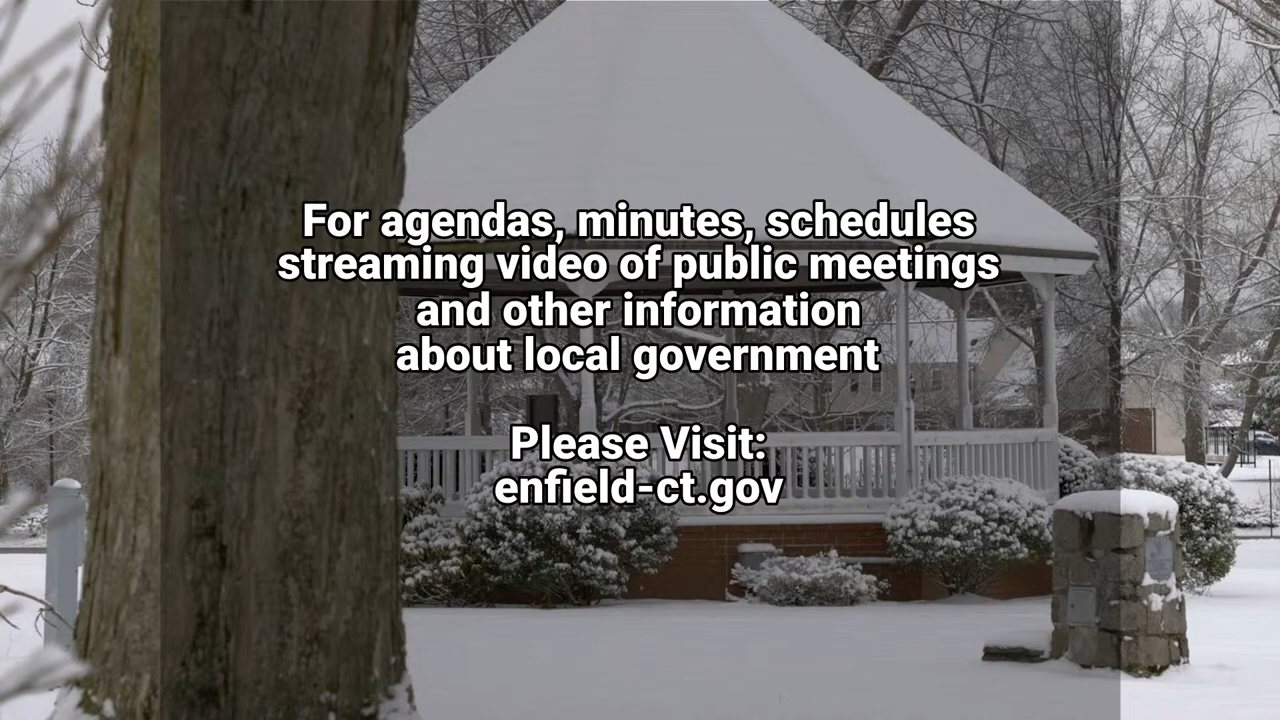 For agendas, minutes, schedules
streaming video of public meetings
and other information
about local government
Please Visit:
enfield-ct.gov